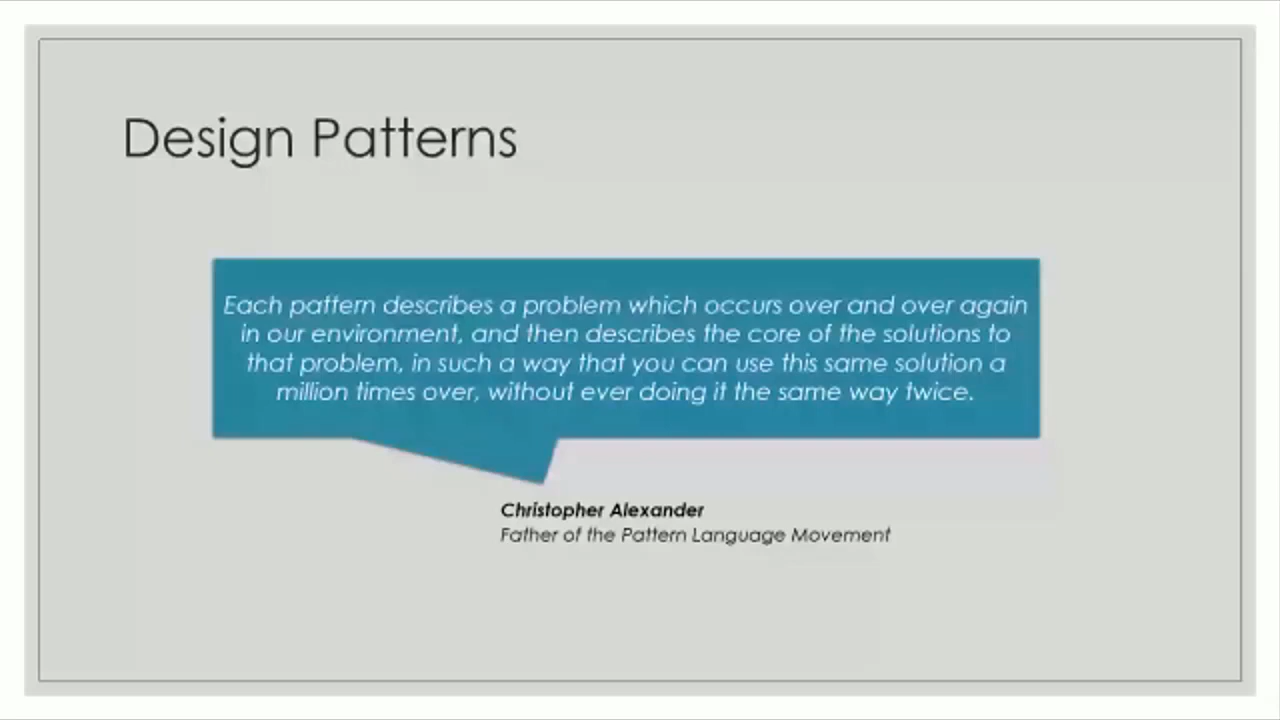 Design Patterns
Each pattern describes a problem which occurs over and over again
in our environment, and then describes the core of the solutions to
that problem, in such a way that you can use this same solution a
million times over, without ever doing it the same way twice.
Christopher Alexander
Father of the Pattern Language Movement